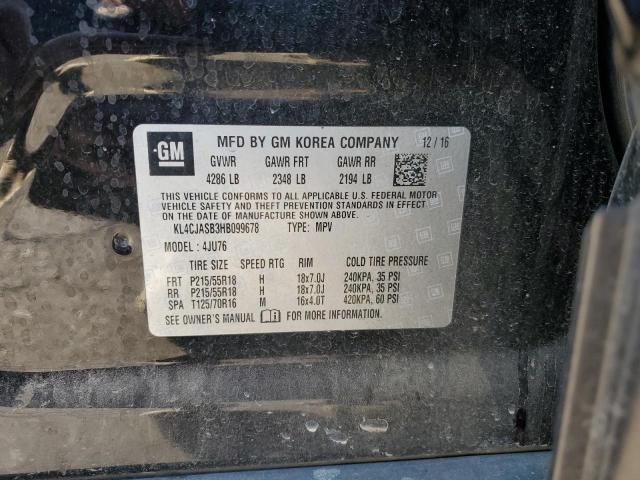 GM
MFD BY GM KOREA COMPANY 12 / 16
GVWR GAWR FRT GAWR RR
4286 LB 2348 LB 2194 LB
THIS VEHICLE CONFORMS TO ALL APPLICABLE U.S. FEDERAL MOTOR
VEHICLE SAFETY AND THEFT PREVENTION STANDARDS IN EFFECT ON
THE DATE OF MANUFACTURE SHOWN ABOVE.
KL4CJASB3HB099678 TYPE: MPV
MODEL : 4JU76
TIRE SIZE SPEED RTG RIM COLD TIRE PRESSURE
FRT P215/55R18 H 18x7.0J 240KPA, 35 PSI
RR P215/55R18 H 18x7.0J 240KPA, 35 PSI
SPA T125/70R16 M 16x4.0T 420KPA, 60 PSI
SEE OWNER'S MANUAL FOR MORE INFORMATION.